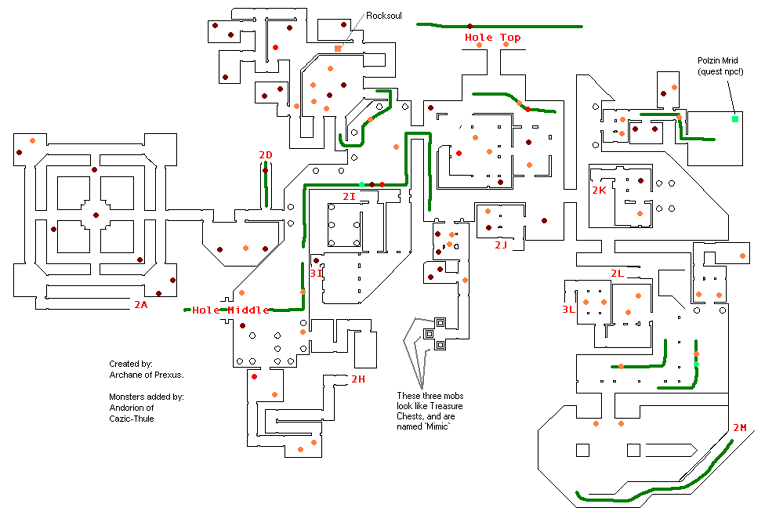 Rocksoul
Hole Top
Polzin Mrid
(quest npc!)
2D
2K
2I
2J
3I
2L
2A
Hole Middle
3L
Created by:
Archane of Prexus.
Monsters added by:
Andorion of
Cazic-Thule
2H
These three mobs
look like Treasure
Chests, and are
named `Mimic`
2M